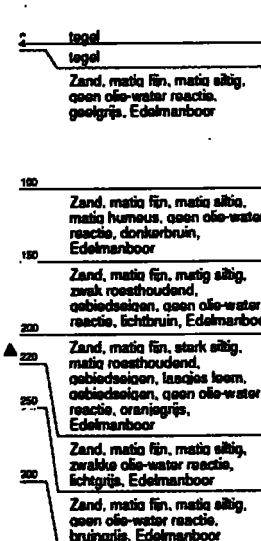 tegel
tegel
Zand, matig fijn, matig siltig,
geen olie-water reactie,
geelgrijs, Edelmanboor
100
Zand, matig fijn, matig siltig,
matig humeus, geen olie-water
reactie, donkerbruin,
Edelmanboor
150
Zand, matig fijn, matig siltig,
zwak roesthoudend,
gebiedseigen, geen olie-water
reactie, lichtbruin, Edelmanboor
200
Zand, matig fijn, sterk siltig,
matig roesthoudend,
gebiedseigen, laagjes leem,
gebiedseigen, geen olie-water
reactie, oranjegrijs,
Edelmanboor
220
250
Zand, matig fijn, matig siltig,
zwakke olie-water reactie,
lichtgrijs, Edelmanboor
Zand, matig fijn, matig siltig,
geen olie-water reactie,
bruingrijs, Edelmanboor